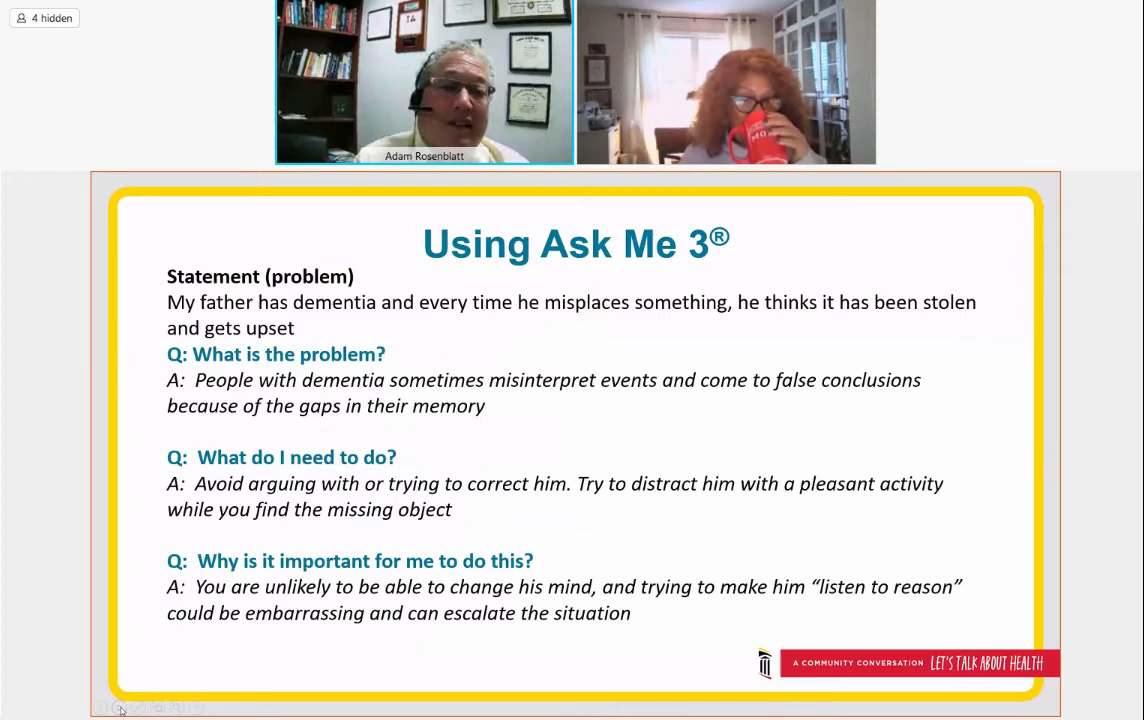 4 hidden
Adam Rosenblatt
MO
Using Ask Me 3®
Statement (problem)
My father has dementia and every time he misplaces something, he thinks it has been stolen
and gets upset
Q: What is the problem?
A: People with dementia sometimes misinterpret events and come to false conclusions
because of the gaps in their memory
Q: What do I need to do?
A: Avoid arguing with or trying to correct him. Try to distract him with a pleasant activity
while you find the missing object
Q: Why is it important for me to do this?
A: You are unlikely to be able to change his mind, and trying to make him “listen to reason”
could be embarrassing and can escalate the situation
A COMMUNITY CONVERSATION LET'S TALK ABOUT HEALTH